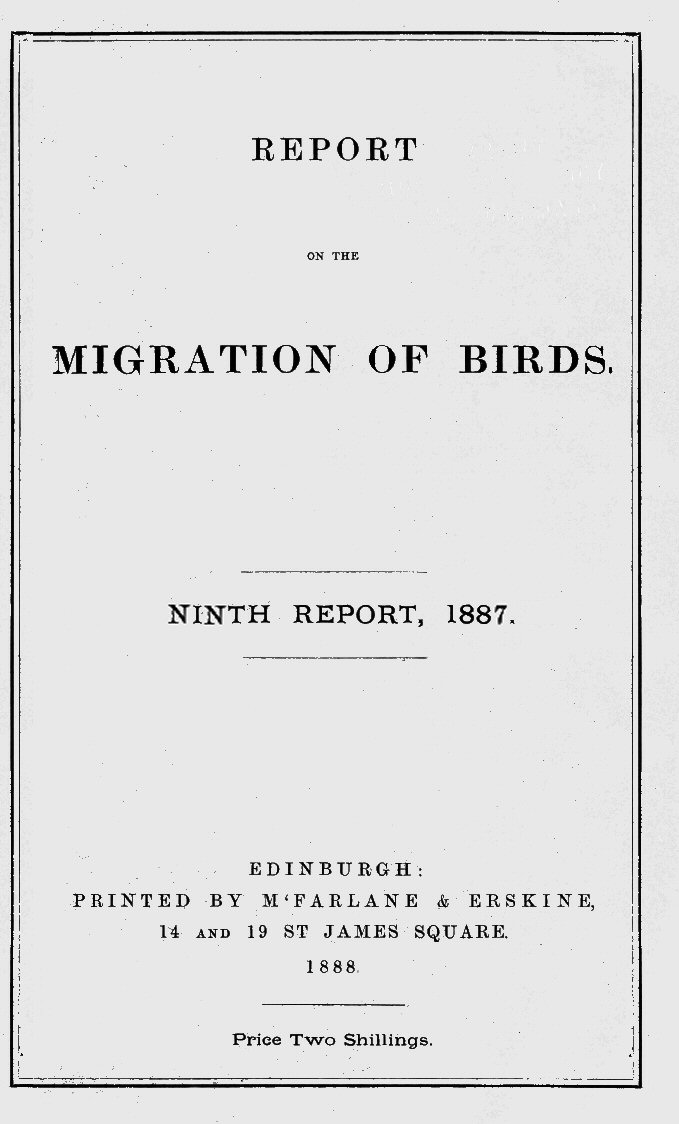 REPORT
ON THE
MIGRATION OF BIRDS.
NINTH REPORT, 1887.
EDINBURGH:
PRINTED BY M‘FARLANE & ERSKINE,
14 AND 19 ST JAMES SQUARE.
1888.
Price Two Shillings.